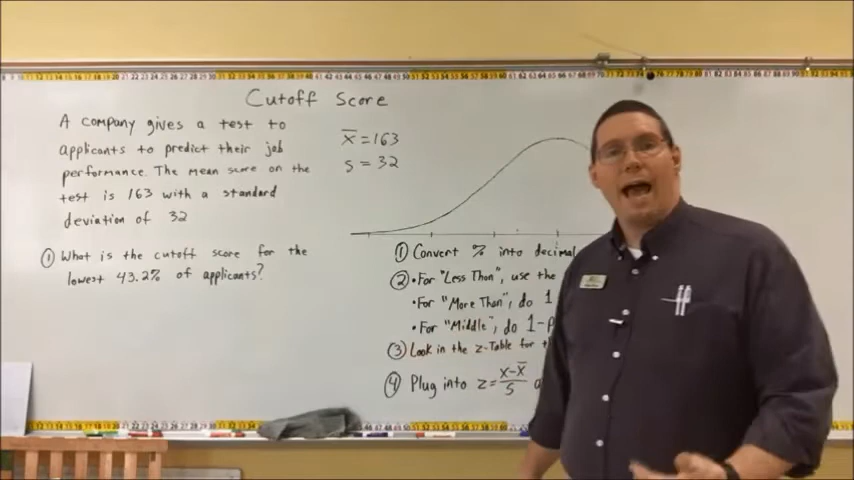 Cutoff Score
A company gives a test to
applicants to predict their job
performance. The mean score on the
test is 163 with a standard
deviation of 32
① What is the cutoff score for the
lowest 43.2% of applicants?
x̄ = 163
s = 32
① Convert % into decimal
② • For "Less Than", use the
• For "More Than", do 1
• For "Middle", do 1-
③ Look in the z-Table for
④ Plug into z = (x-x̄)/s